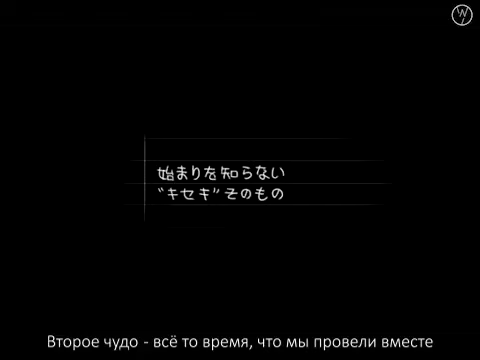 始まりを知らない
“キセキ”そのもの
Второе чудо - всё то время, что мы провели вместе